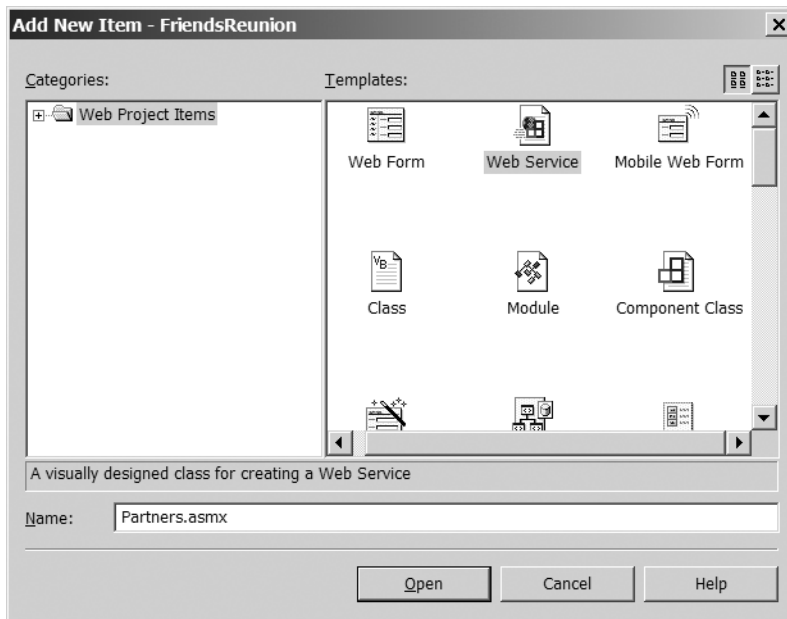 Add New Item - FriendsReunion
Categories:
Templates:
Web Project Items
Web Form
Web Service
Mobile Web Form
VB
Class
Module
Component Class
A visually designed class for creating a Web Service
Name:
Partners.asmx
Open
Cancel
Help